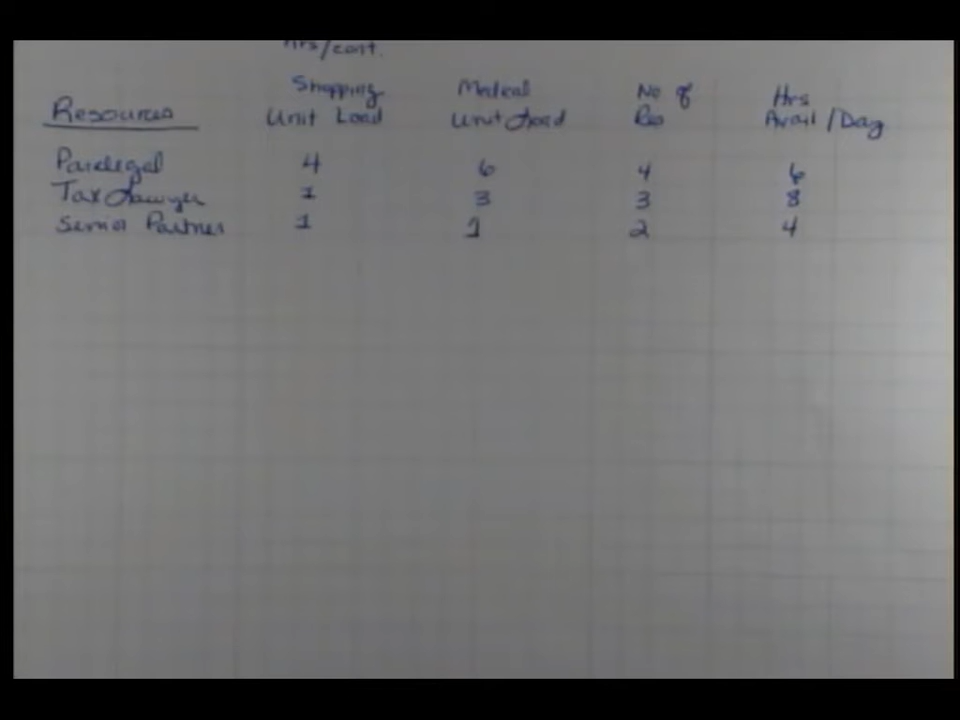 hrs/cont.
Shopping Medical No of Hrs
Resources Unit Load Unit Load Res Avail/Day
Paralegal 4 6 4 6
Tax Lawyer 1 3 3 8
Senior Partner 1 1 2 4